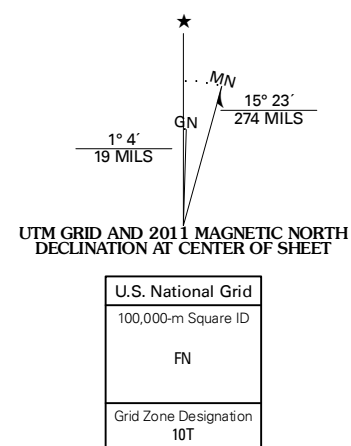 ★
MN
GN
15° 23´
274 MILS
1° 4´
19 MILS
UTM GRID AND 2011 MAGNETIC NORTH
DECLINATION AT CENTER OF SHEET
U.S. National Grid
100,000-m Square ID
FN
Grid Zone Designation
10T